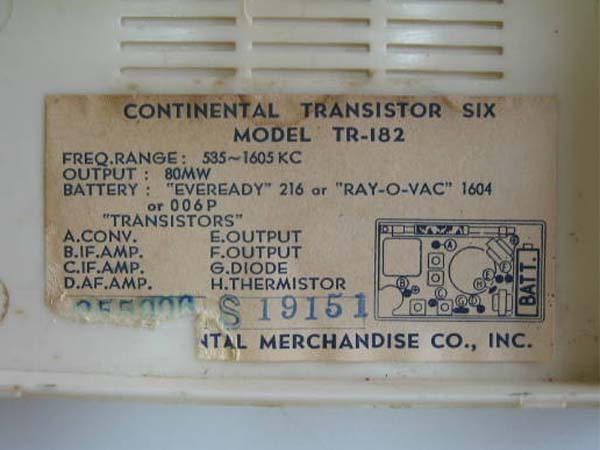 CONTINENTAL TRANSISTOR SIX
MODEL TR-182
FREQ.RANGE : 535~1605 KC
OUTPUT : 80MW
BATTERY : "EVEREADY" 216 or "RAY-O-VAC" 1604
or 006P
"TRANSISTORS"
A.CONV. E.OUTPUT
B.IF.AMP. F.OUTPUT
C.IF.AMP. G.DIODE
D.AF.AMP. H.THERMISTOR
BATT.
S 19151
NTAL MERCHANDISE CO., INC.